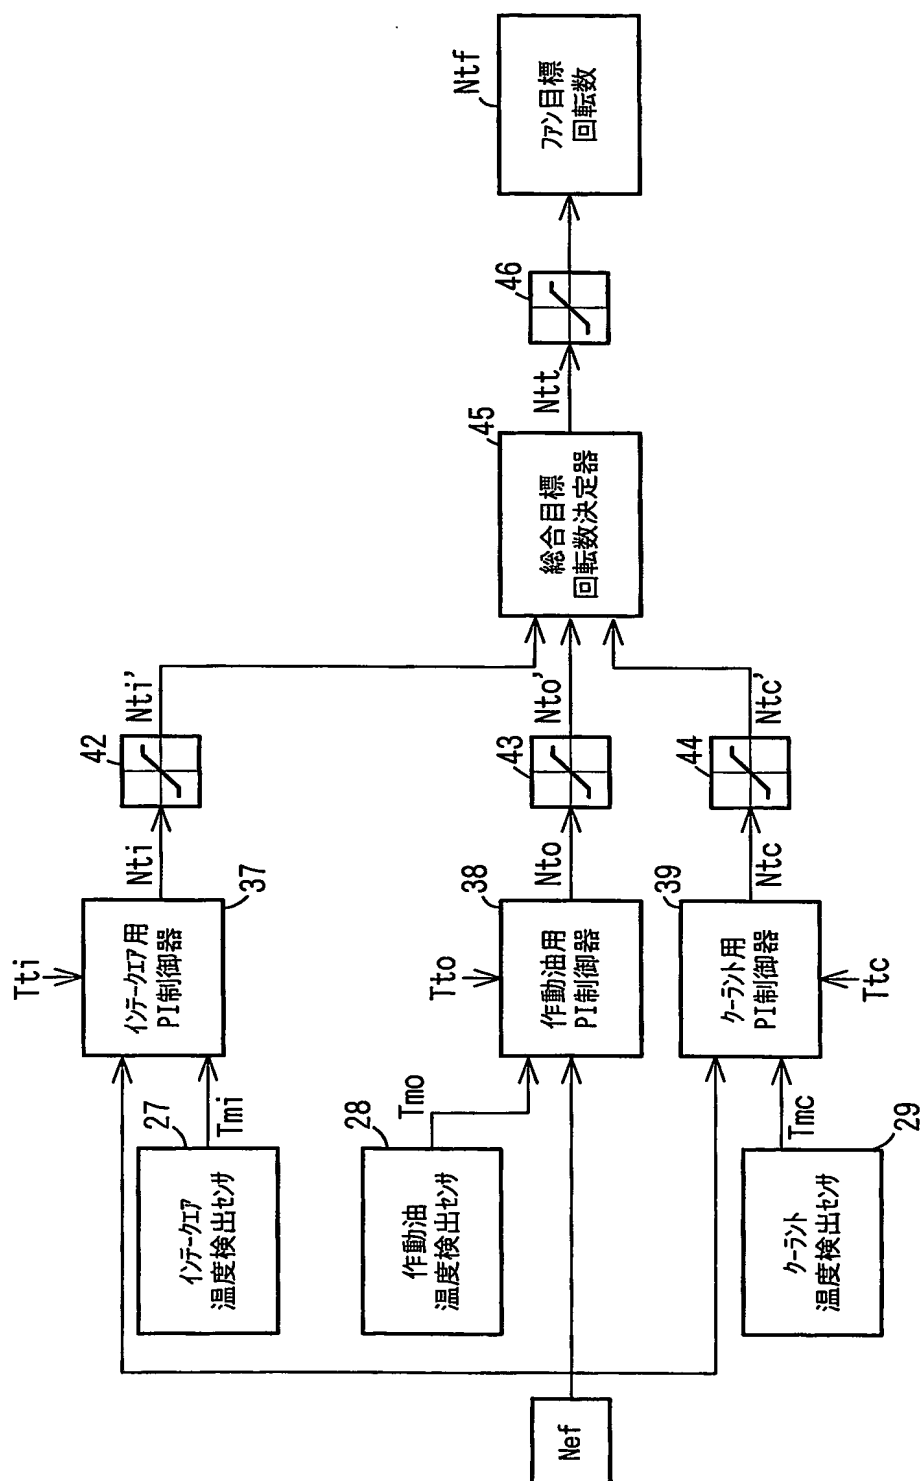 Nef
27
インテークエア
温度検出センサ
Tmi
28
作動油
温度検出センサ
Tmo
クーラント
温度検出センサ
29
Tmc
Tti
インテークエア用
PI制御器
37
Tto
作動油用
PI制御器
38
クーラント用
PI制御器
39
Ttc
Nti
42
Nti'
Nto
43
Nto'
Ntc
44
Ntc'
総合目標
回転数決定器
45
Ntt
46
ファン目標
回転数
Ntf